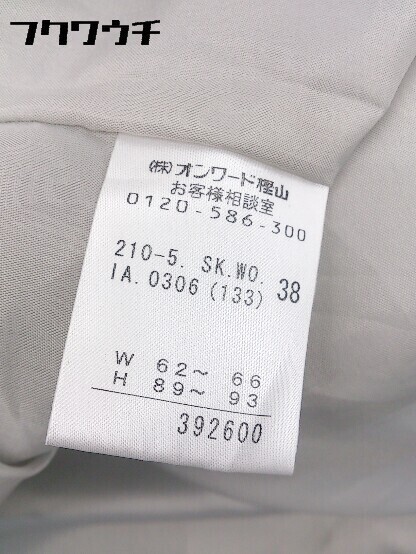 フクワウチ
(株)オンワード樫山
お客様相談室
0120-586-300
210-5. SK.WO. 38
IA.0306(133)
W 62～ 66
H 89～ 93
392600